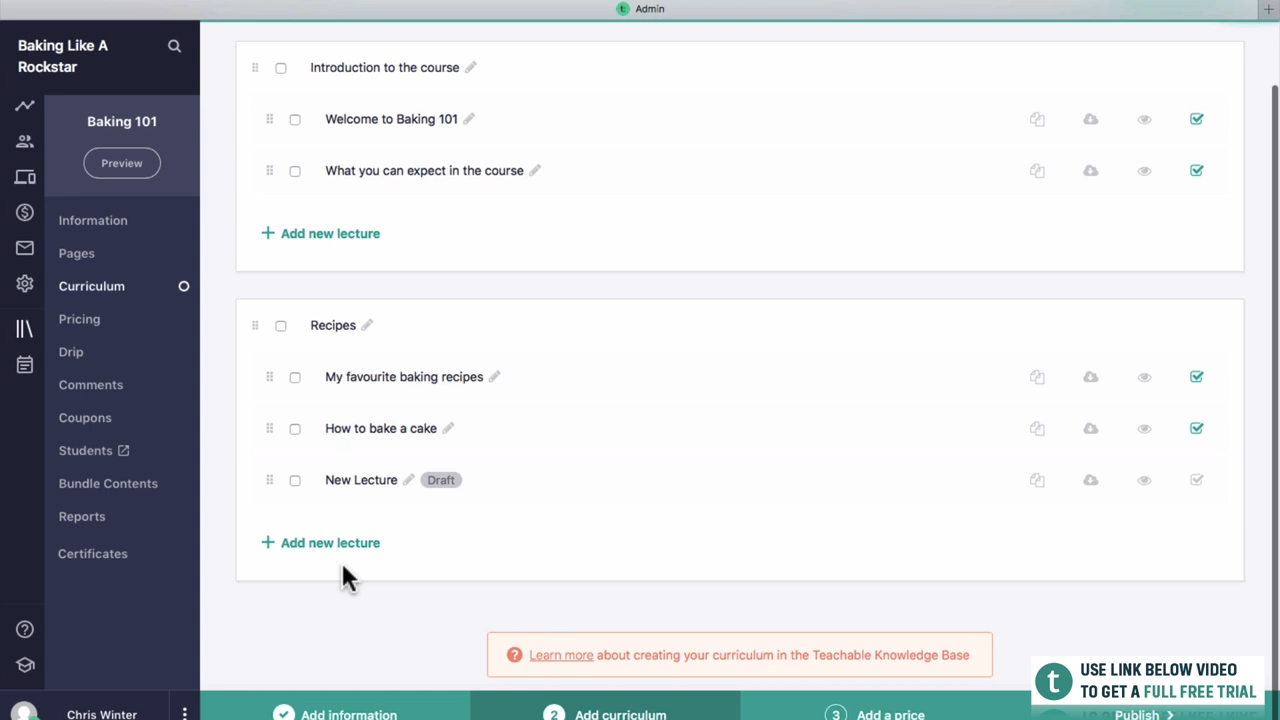 t: Admin
Baking Like A
Rockstar
Baking 101
Preview
Information
Pages
Curriculum
Pricing
Drip
Comments
Coupons
Students
Bundle Contents
Reports
Certificates
Chris Winter
Introduction to the course
Welcome to Baking 101
What you can expect in the course
+ Add new lecture
Recipes
My favourite baking recipes
How to bake a cake
New Lecture Draft
+ Add new lecture
? Learn more about creating your curriculum in the Teachable Knowledge Base
Add information
2 Add curriculum
3 Add a price
Publish
t USE LINK BELOW VIDEO
TO GET A FULL FREE TRIAL